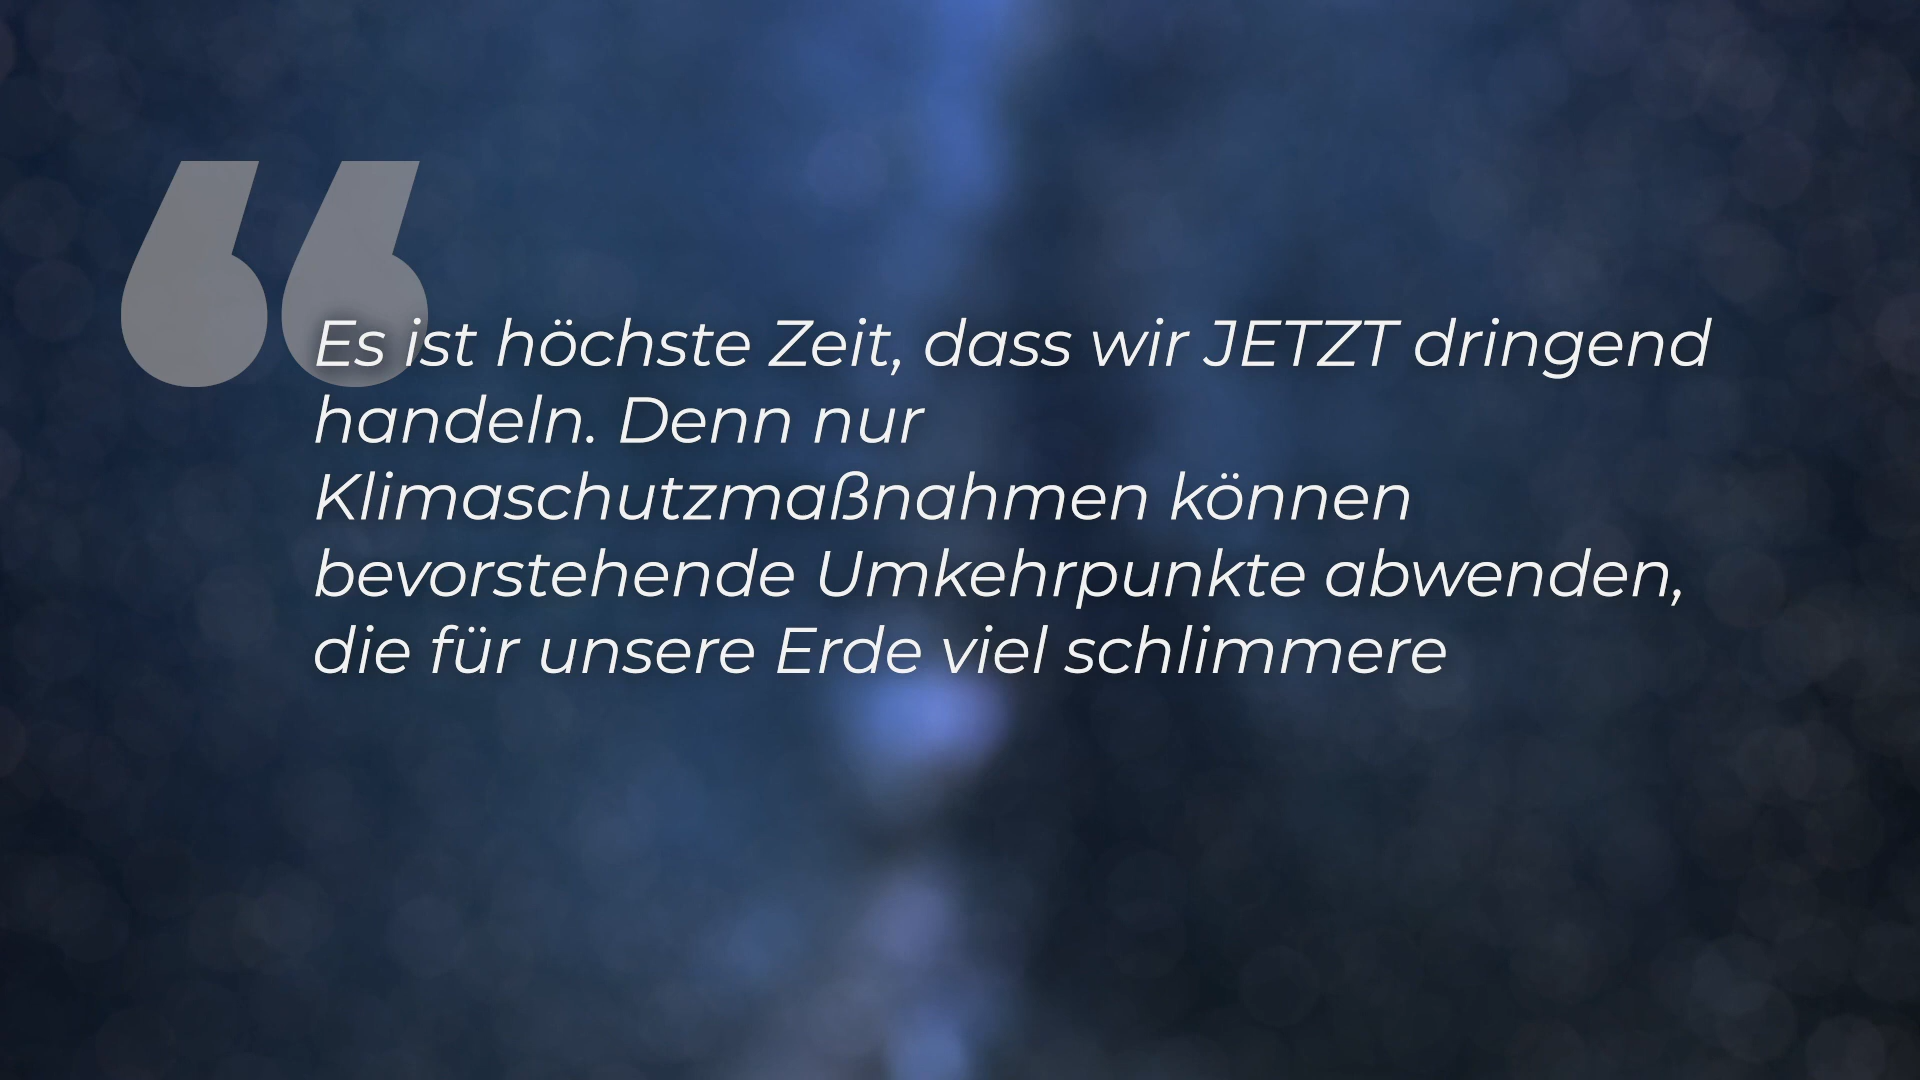 Es ist höchste Zeit, dass wir JETZT dringend
handeln. Denn nur
Klimaschutzmaßnahmen können
bevorstehende Umkehrpunkte abwenden,
die für unsere Erde viel schlimmere